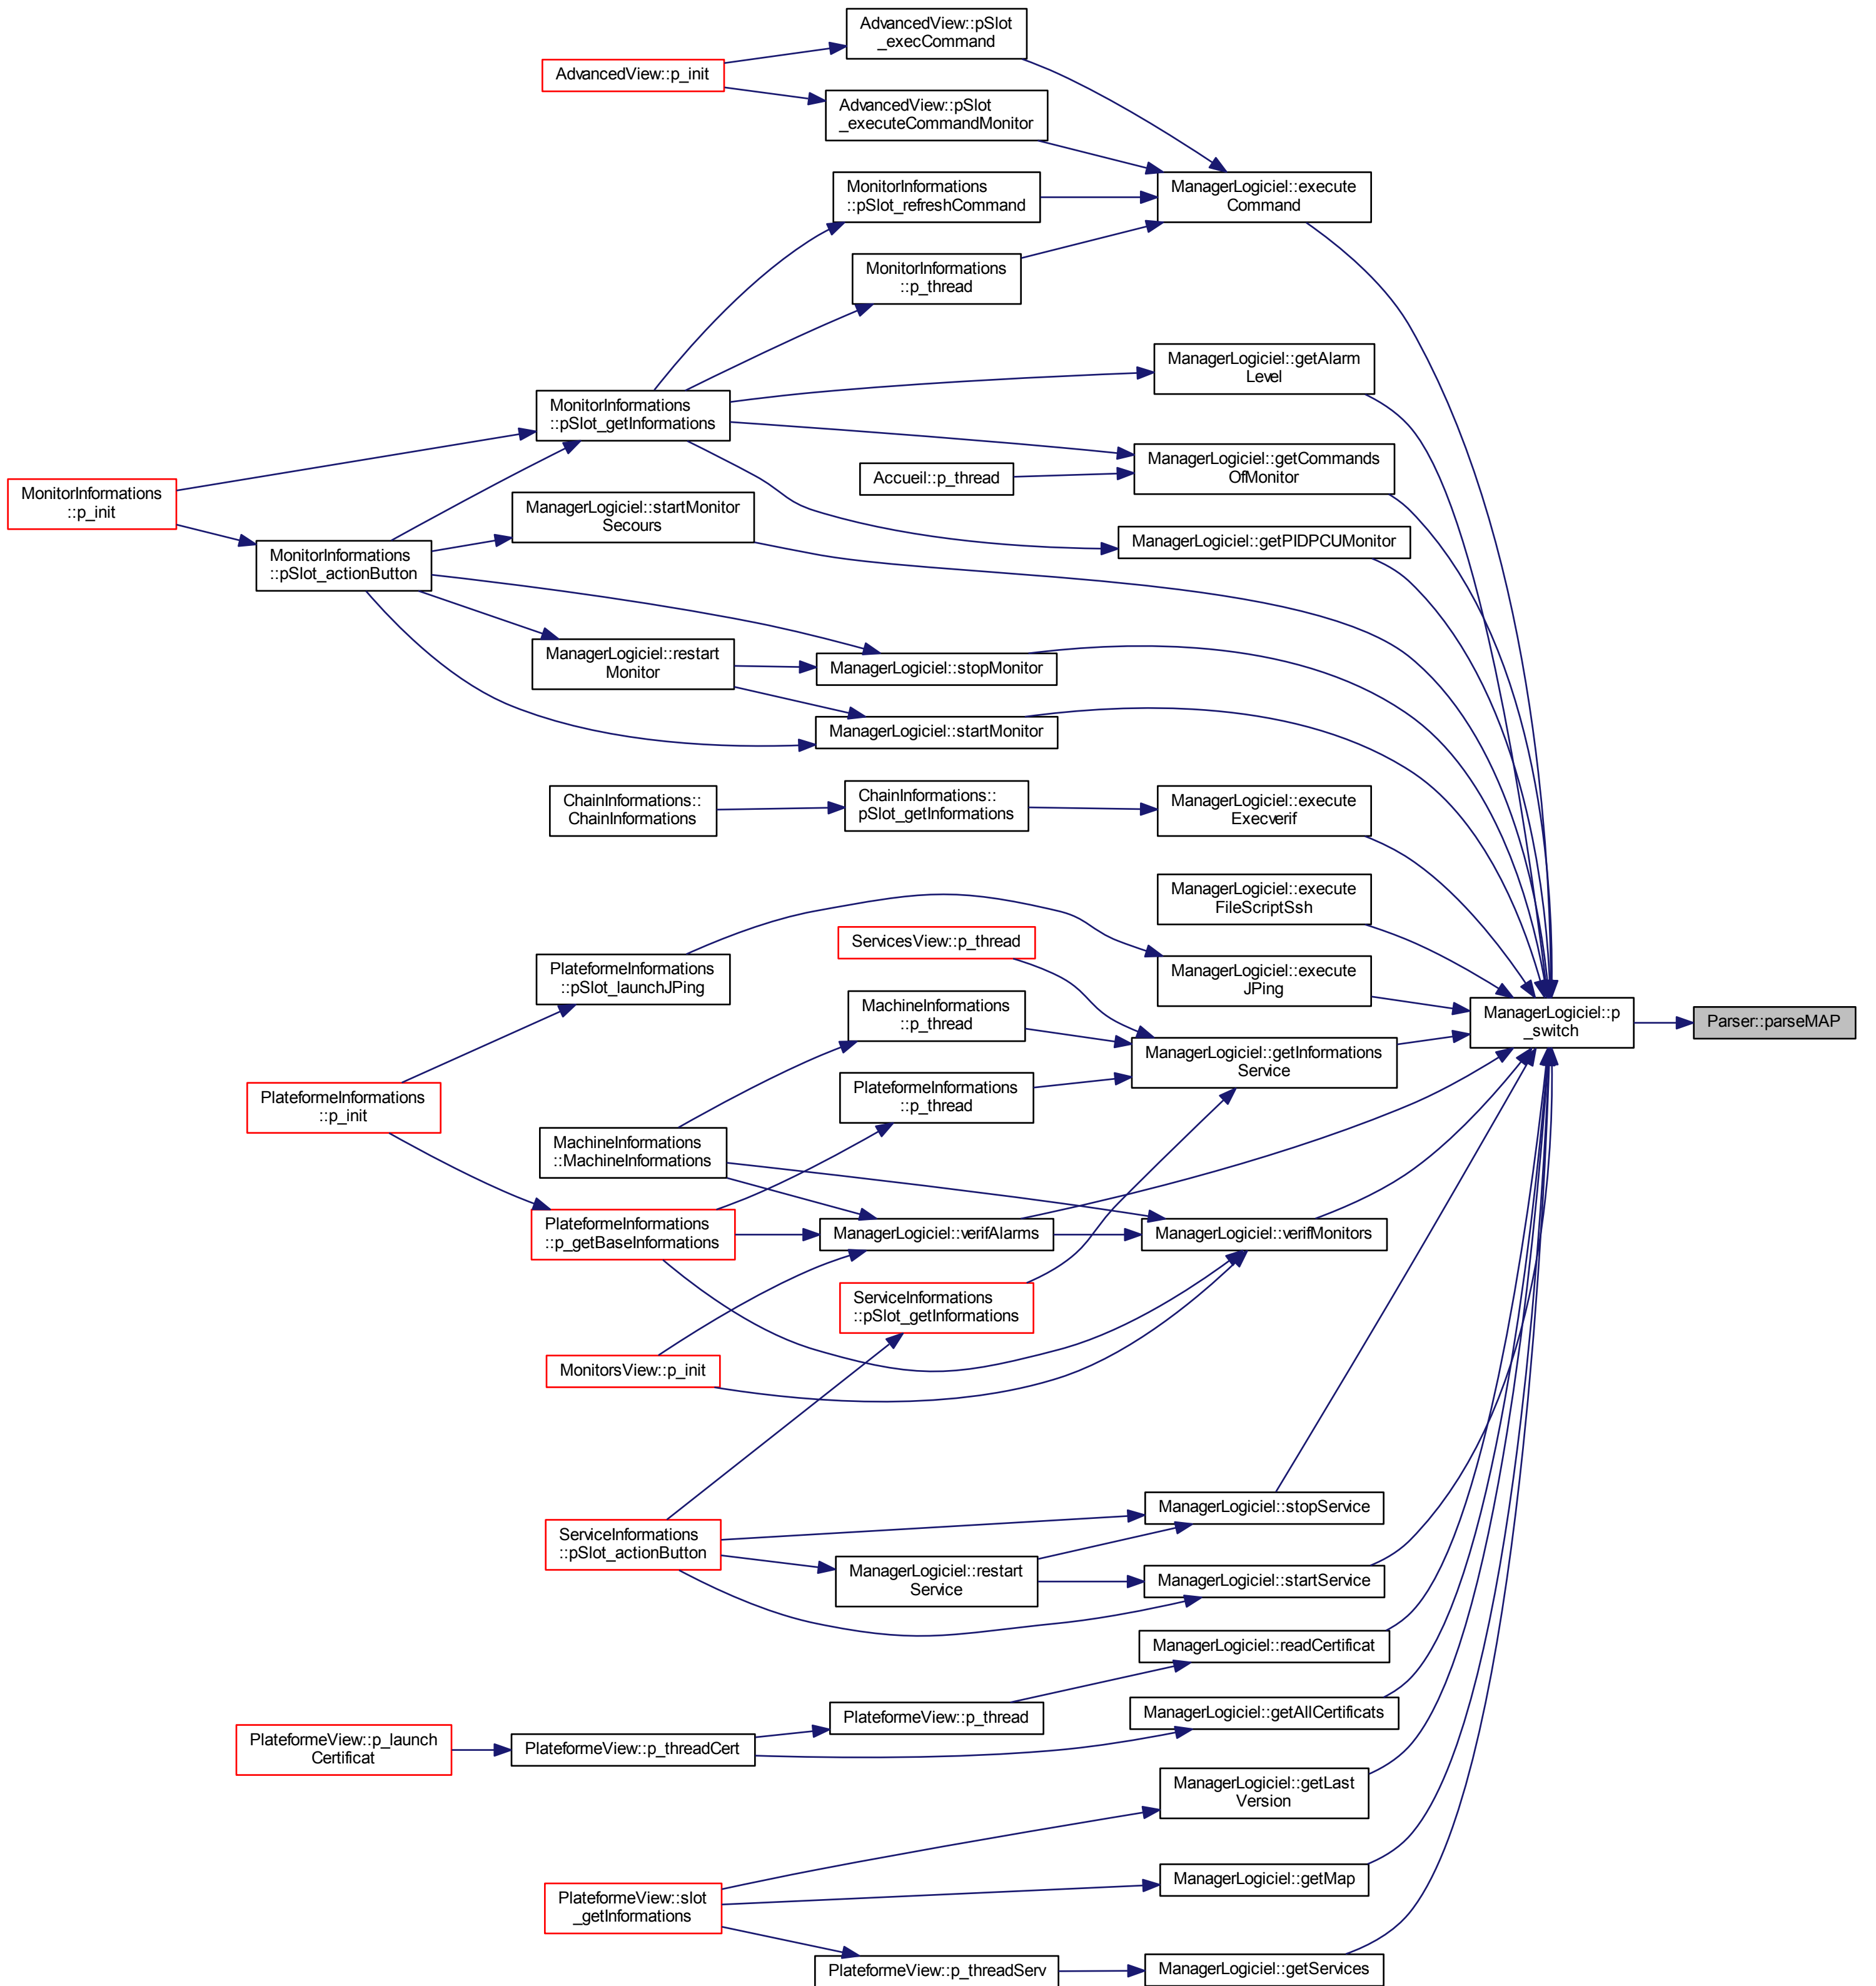 AdvancedView::pSlot
_execCommand
AdvancedView::p_init
AdvancedView::pSlot
_executeCommandMonitor
MonitorInformations
::pSlot_refreshCommand
ManagerLogiciel::execute
Command
MonitorInformations
::p_thread
ManagerLogiciel::getAlarm
Level
MonitorInformations
::pSlot_getInformations
ManagerLogiciel::getCommands
OfMonitor
Accueil::p_thread
MonitorInformations
::p_init
ManagerLogiciel::startMonitor
Secours
ManagerLogiciel::getPIDPCUMonitor
MonitorInformations
::pSlot_actionButton
ManagerLogiciel::restart
Monitor
ManagerLogiciel::stopMonitor
ManagerLogiciel::startMonitor
ChainInformations::
ChainInformations
ChainInformations::
pSlot_getInformations
ManagerLogiciel::execute
Execverif
ManagerLogiciel::execute
FileScriptSsh
ServicesView::p_thread
PlateformeInformations
::pSlot_launchJPing
ManagerLogiciel::execute
JPing
MachineInformations
::p_thread
ManagerLogiciel::p
_switch
Parser::parseMAP
ManagerLogiciel::getInformations
Service
PlateformeInformations
::p_thread
PlateformeInformations
::p_init
MachineInformations
::MachineInformations
PlateformeInformations
::p_getBaseInformations
ManagerLogiciel::verifAlarms
ManagerLogiciel::verifMonitors
ServiceInformations
::pSlot_getInformations
MonitorsView::p_init
ManagerLogiciel::stopService
ServiceInformations
::pSlot_actionButton
ManagerLogiciel::restart
Service
ManagerLogiciel::startService
ManagerLogiciel::readCertificat
PlateformeView::p_thread
ManagerLogiciel::getAllCertificats
PlateformeView::p_launch
Certificat
PlateformeView::p_threadCert
ManagerLogiciel::getLast
Version
ManagerLogiciel::getMap
PlateformeView::slot
_getInformations
PlateformeView::p_threadServ
ManagerLogiciel::getServices